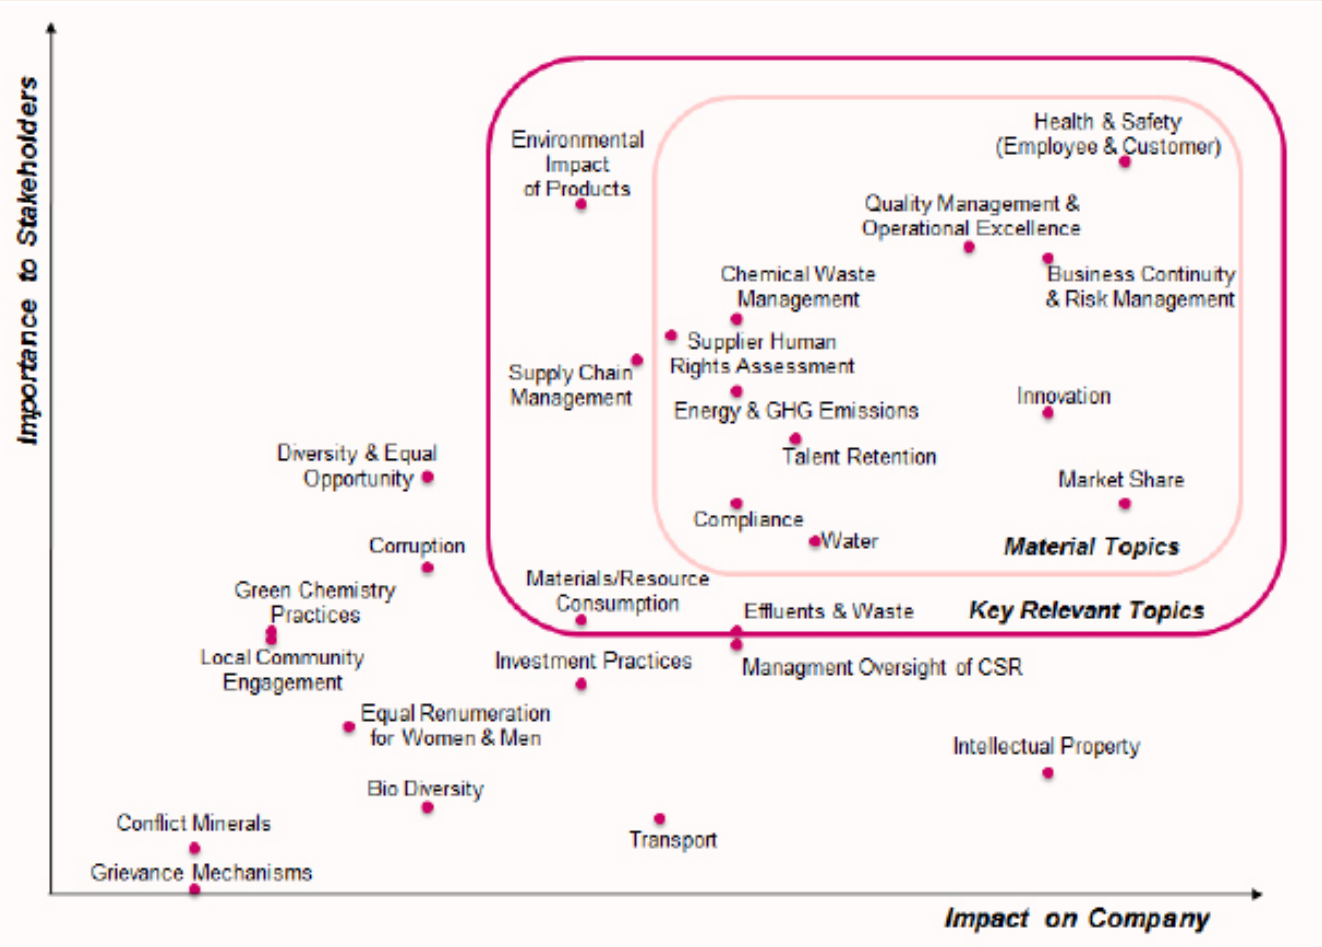 Importance to Stakeholders
Health & Safety
(Employee & Customer)
Environmental
Impact
of Products
Quality Management &
Operational Excellence
Chemical Waste
Management
Business Continuity
& Risk Management
Supplier Human
Rights Assessment
Supply Chain
Management
Energy & GHG Emissions
Innovation
Talent Retention
Diversity & Equal
Opportunity
Market Share
Compliance
Water
Material Topics
Corruption
Materials/Resource
Consumption
Green Chemistry
Practices
Effluents & Waste
Key Relevant Topics
Local Community
Engagement
Investment Practices
Managment Oversight of CSR
Equal Renumeration
for Women & Men
Intellectual Property
Bio Diversity
Conflict Minerals
Transport
Grievance Mechanisms
Impact on Company